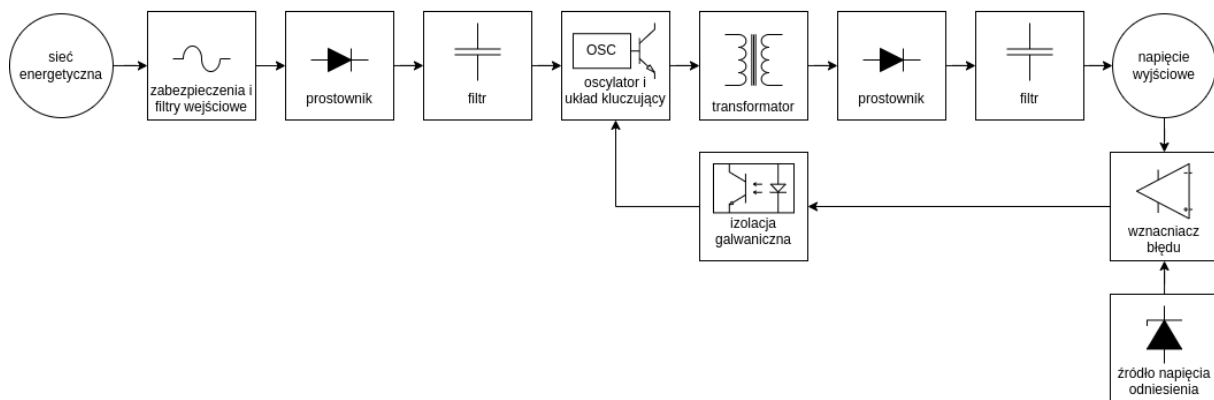 sieć
energetyczna
zabezpieczenia i
filtry wejściowe
prostownik
filtr
OSC
oscylator i
układ kluczujący
transformator
prostownik
filtr
napięcie
wyjściowe
izolacja
galwaniczna
wznacniacz
błędu
źródło napięcia
odniesienia